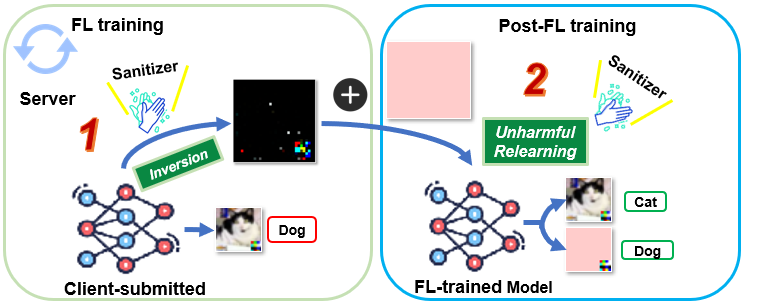 FL training
Sanitizer
Server
1
Inversion
Dog
Client-submitted
Post-FL training
2
Sanitizer
Unharmful
Relearning
Cat
Dog
FL-trained Model